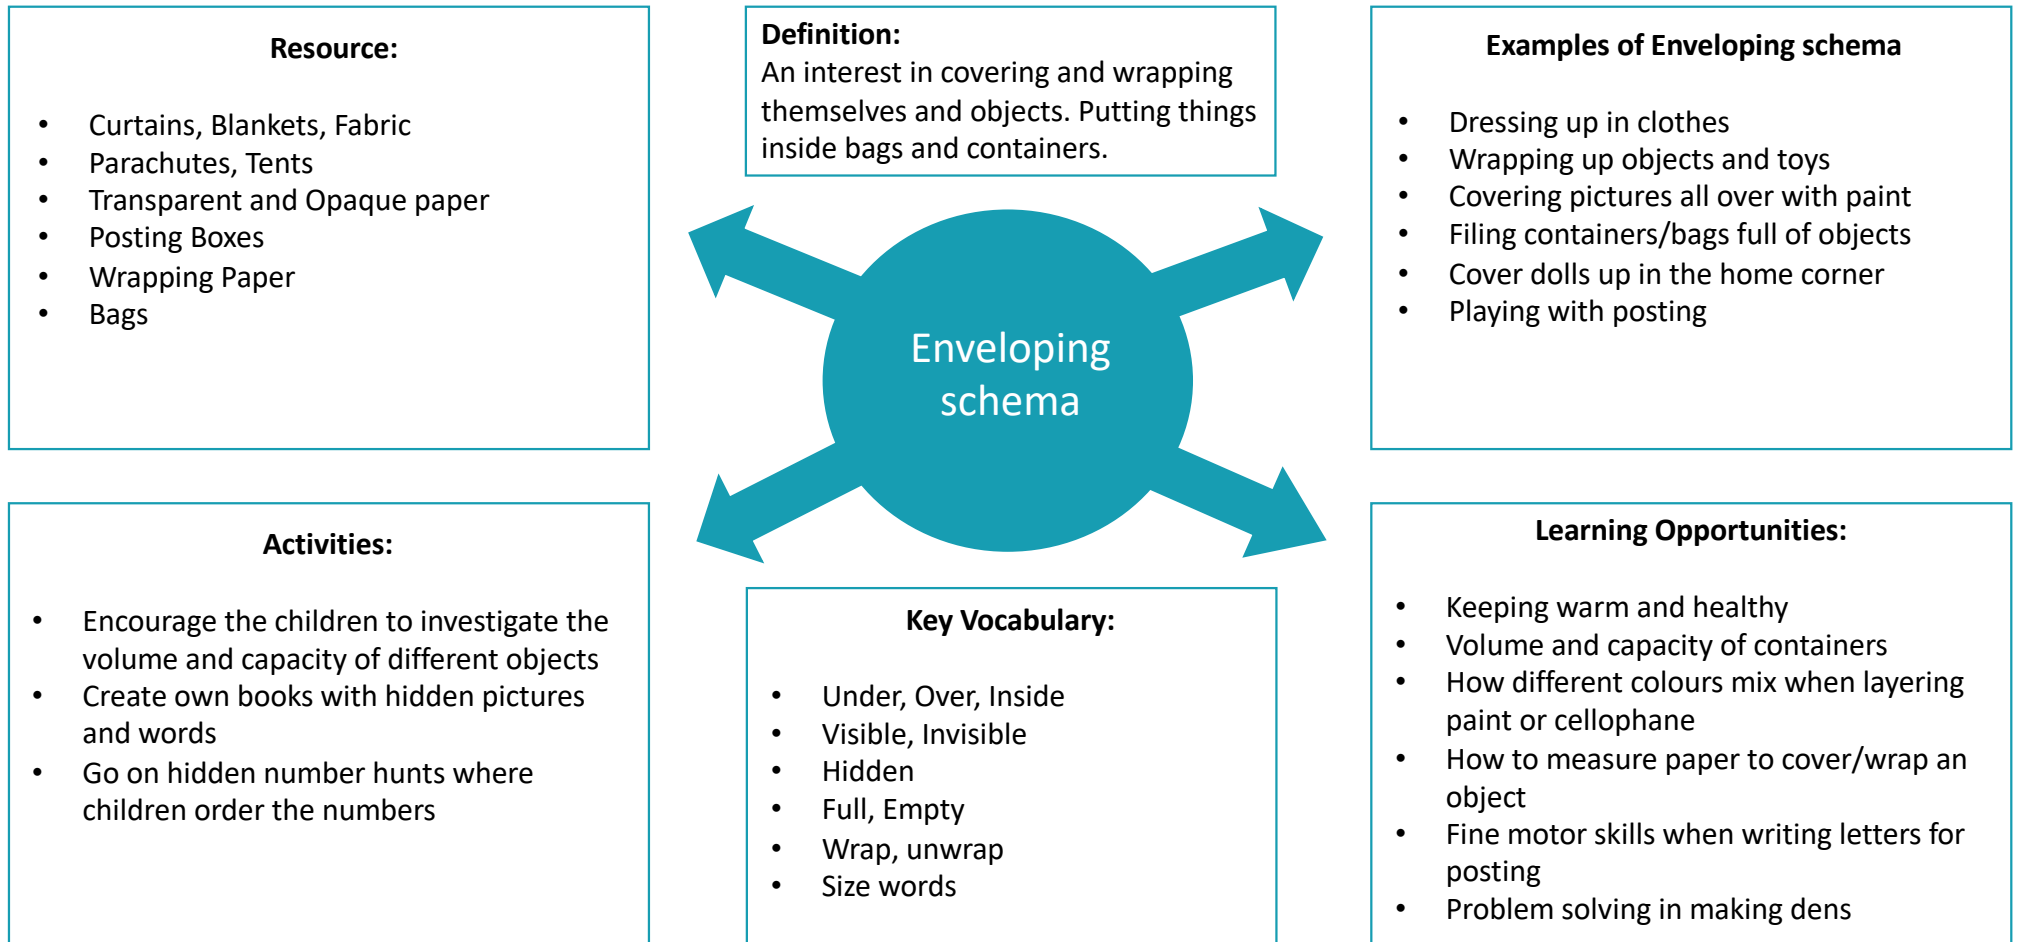 Resource:
• Curtains, Blankets, Fabric
• Parachutes, Tents
• Transparent and Opaque paper
• Posting Boxes
• Wrapping Paper
• Bags
Definition:
An interest in covering and wrapping
themselves and objects. Putting things
inside bags and containers.
Examples of Enveloping schema
• Dressing up in clothes
• Wrapping up objects and toys
• Covering pictures all over with paint
• Filing containers/bags full of objects
• Cover dolls up in the home corner
• Playing with posting
Enveloping
schema
Activities:
• Encourage the children to investigate the
volume and capacity of different objects
• Create own books with hidden pictures
and words
• Go on hidden number hunts where
children order the numbers
Key Vocabulary:
• Under, Over, Inside
• Visible, Invisible
• Hidden
• Full, Empty
• Wrap, unwrap
• Size words
Learning Opportunities:
• Keeping warm and healthy
• Volume and capacity of containers
• How different colours mix when layering
paint or cellophane
• How to measure paper to cover/wrap an
object
• Fine motor skills when writing letters for
posting
• Problem solving in making dens